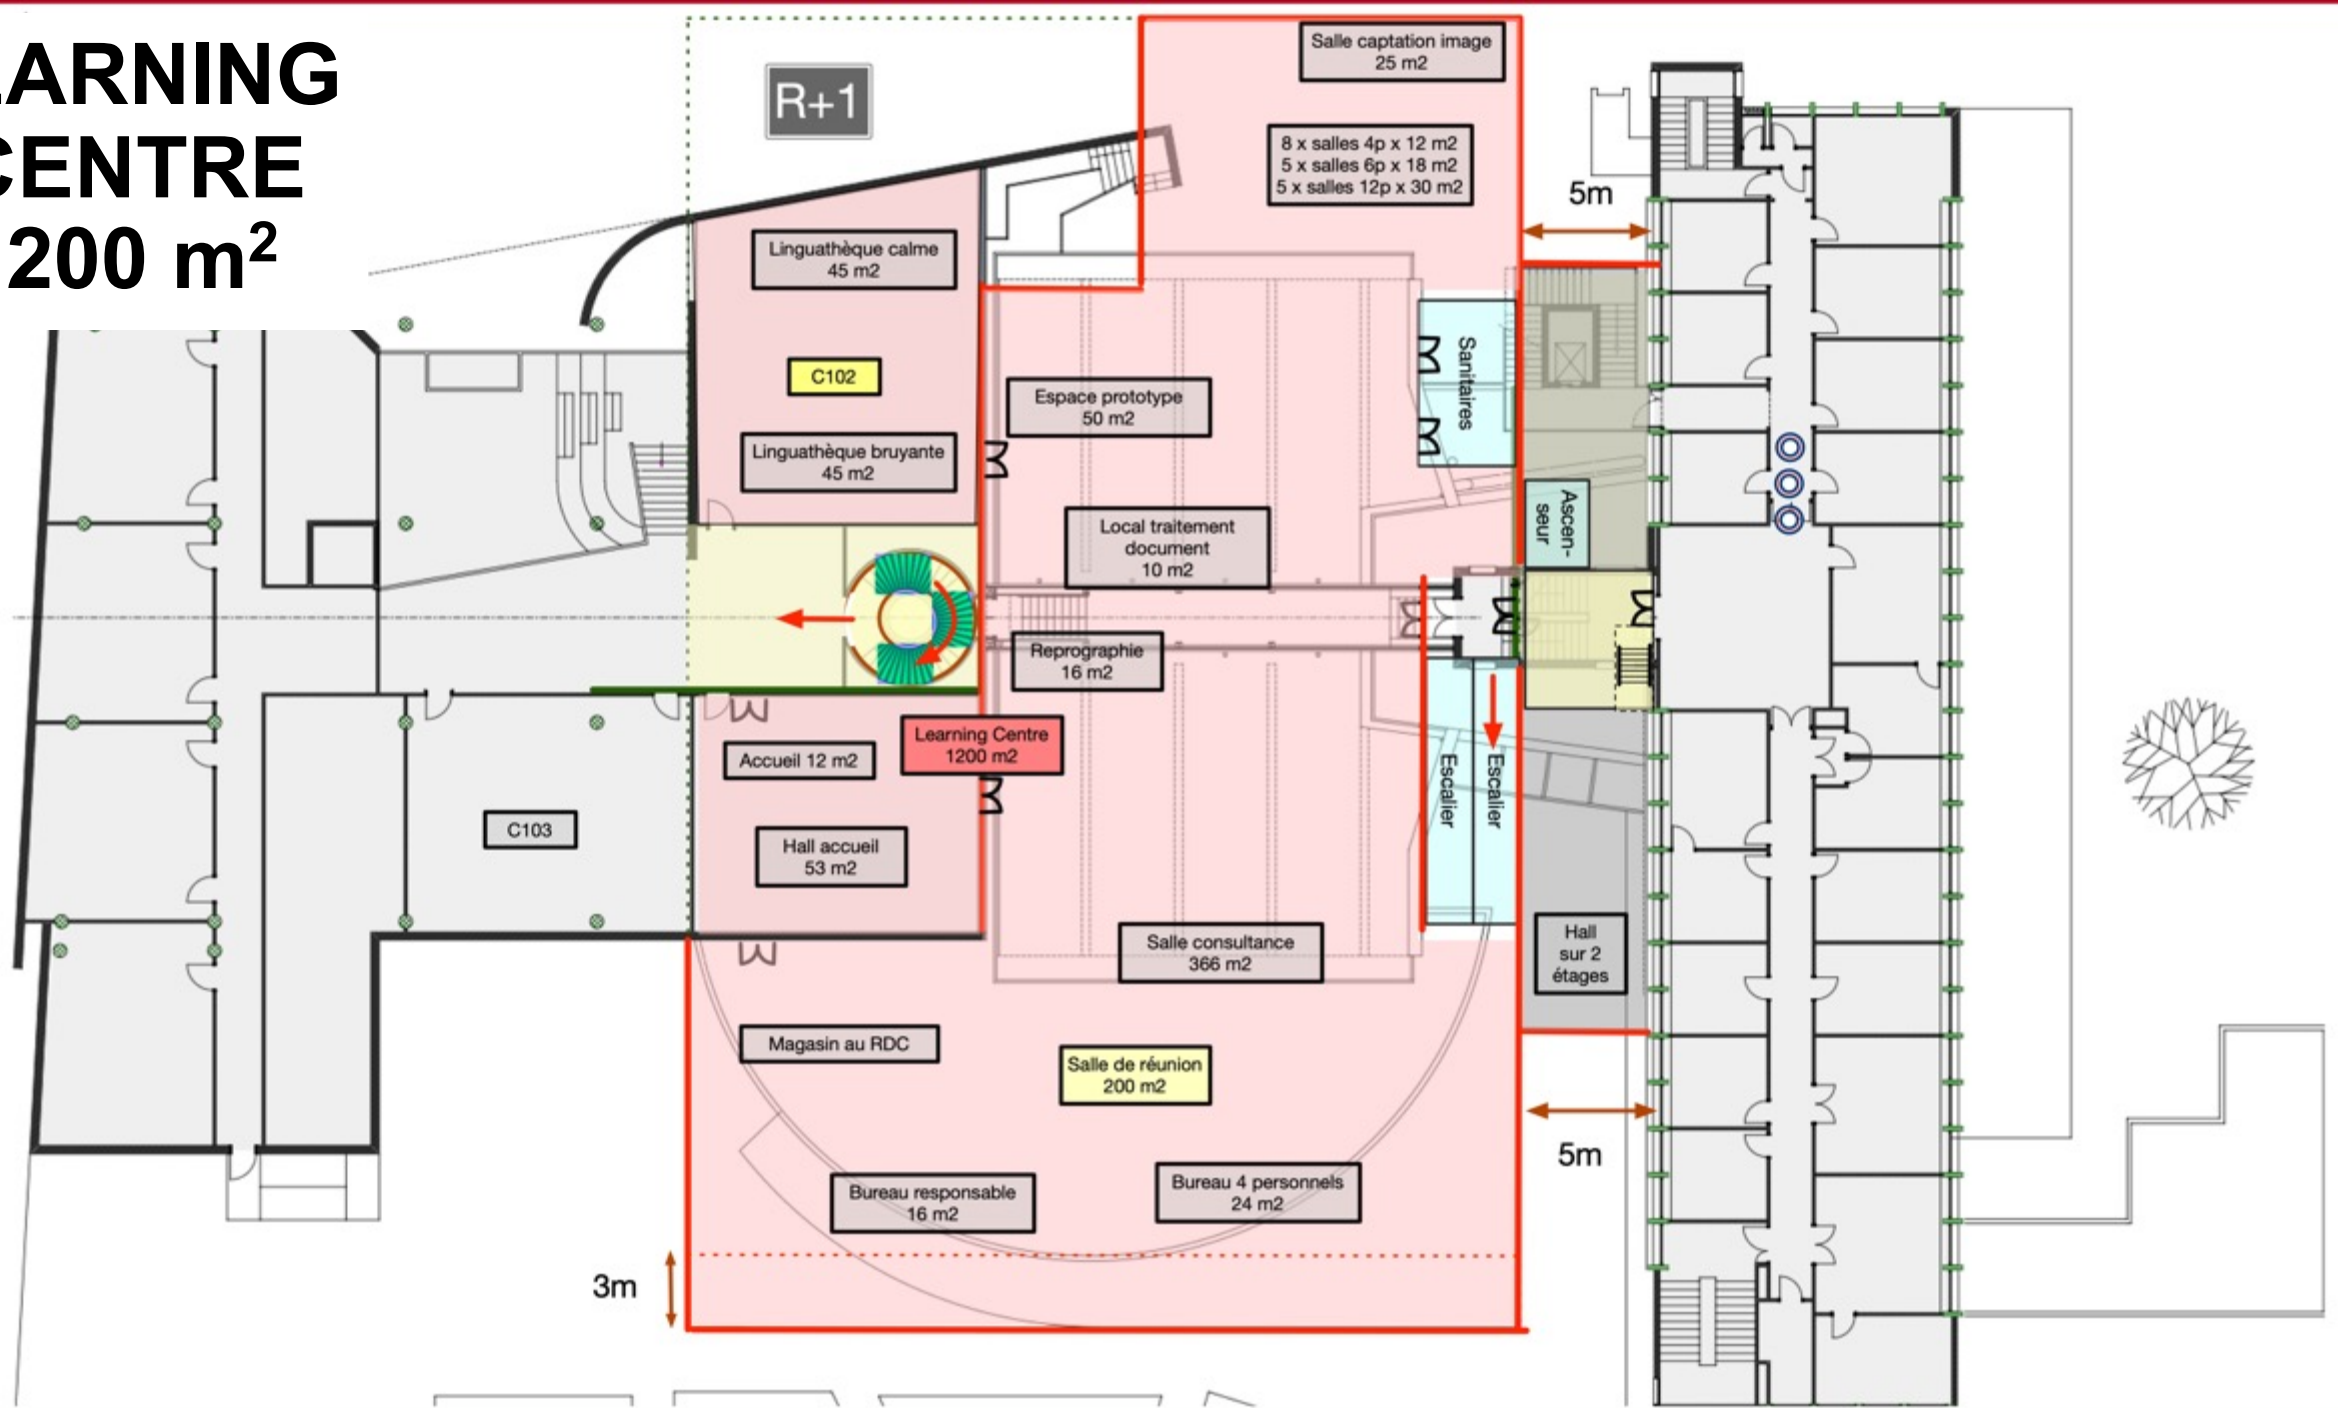 EARNING
CENTRE
200 m²
R+1
Salle captation image
25 m2
8 x salles 4p x 12 m2
5 x salles 6p x 18 m2
5 x salles 12p x 30 m2
5m
Linguathèque calme
45 m2
C102
Linguathèque bruyante
45 m2
Espace prototype
50 m2
Sanitaires
Local traitement
document
10 m2
Ascen-
seur
Reprographie
16 m2
Learning Centre
1200 m2
Accueil 12 m2
C103
Hall accueil
53 m2
Escalier
Escalier
Salle consultance
366 m2
Hall
sur 2
étages
Magasin au RDC
Salle de réunion
200 m2
5m
Bureau responsable
16 m2
Bureau 4 personnels
24 m2
3m